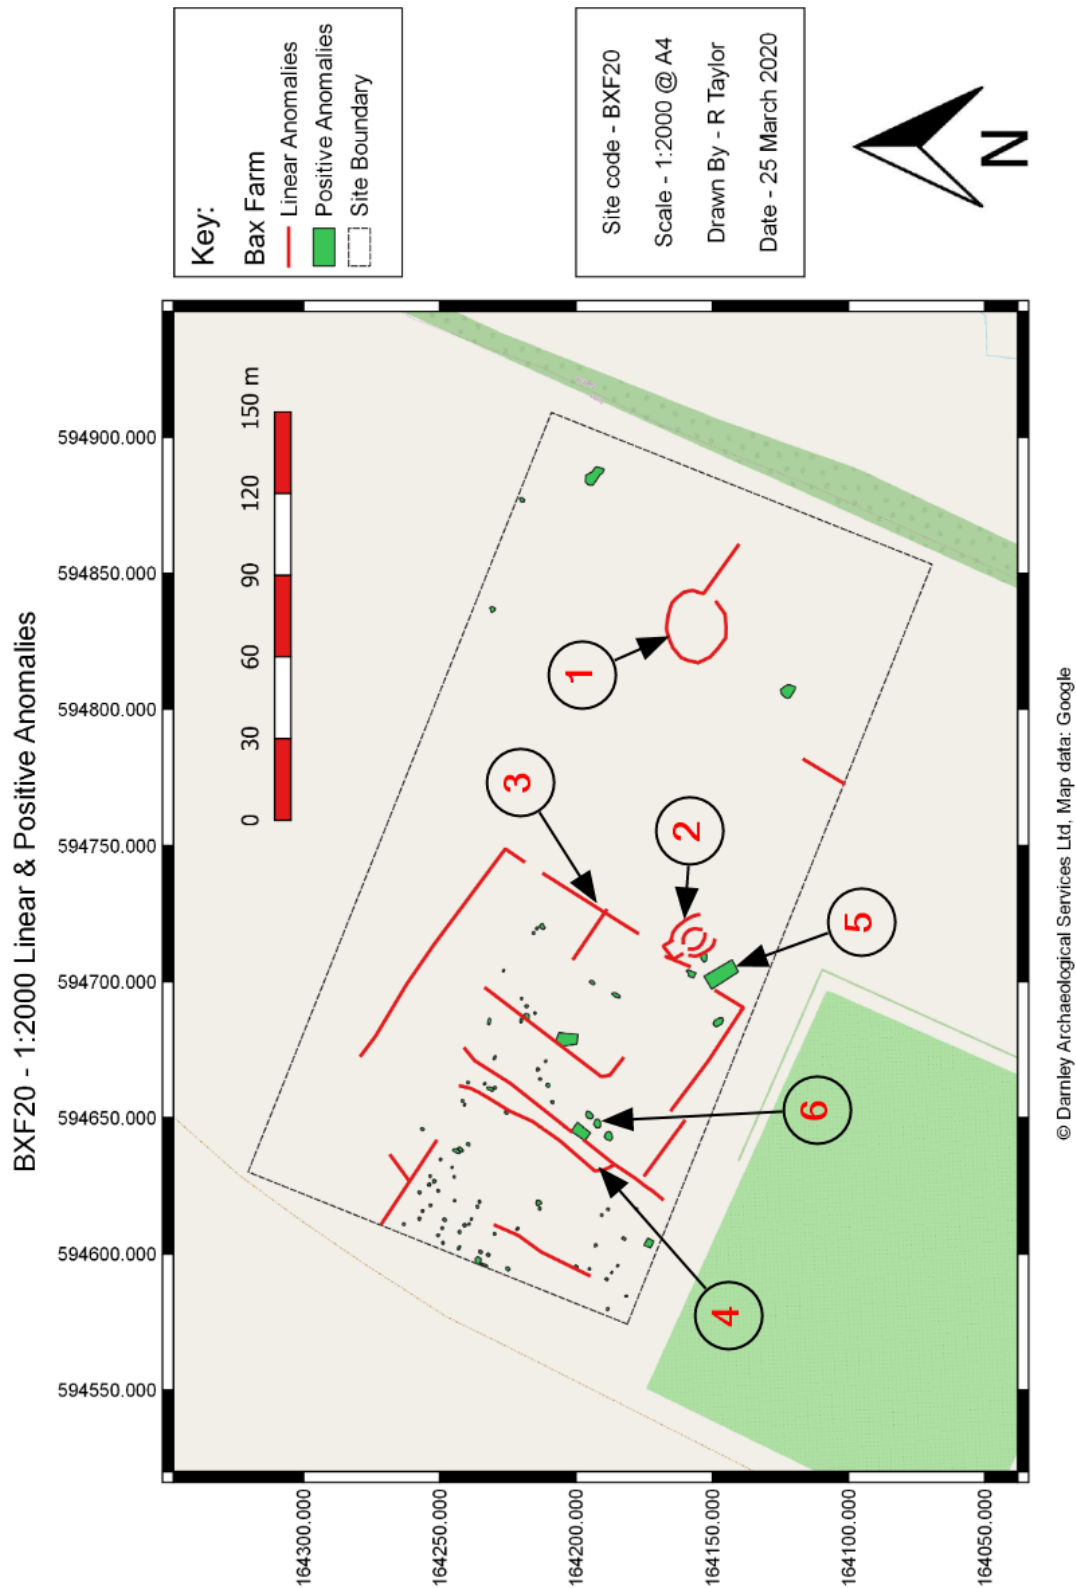 BXF20 - 1:2000 Linear & Positive Anomalies
Key:
Bax Farm
Linear Anomalies
Positive Anomalies
Site Boundary
Site code - BXF20
Scale - 1:2000 @ A4
Drawn By - R Taylor
Date - 25 March 2020
N
0 30 60 90 120 150 m
594550.000
594600.000
594650.000
594700.000
594750.000
594800.000
594850.000
594900.000
164300.000
164250.000
164200.000
164150.000
164100.000
164050.000
1
2
3
4
5
6
© Darnley Archaeological Services Ltd, Map data: Google